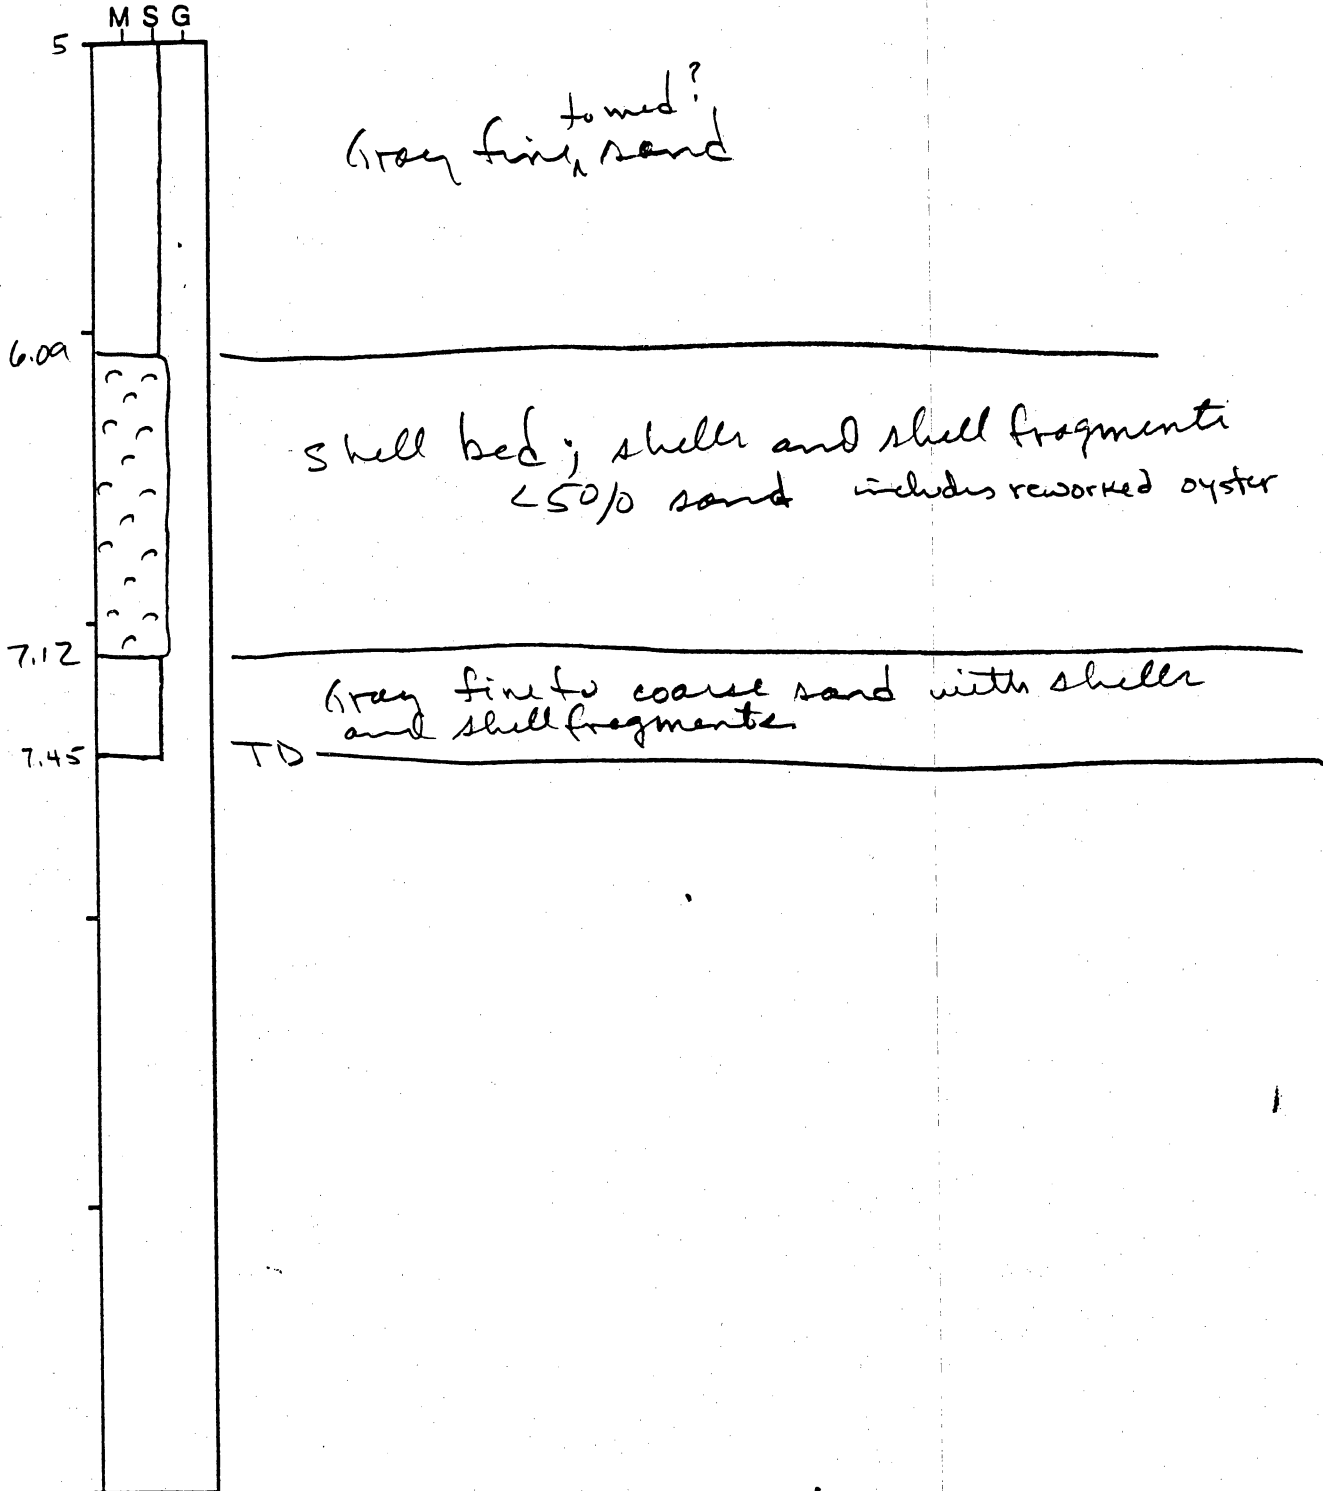 M S G
5
to med?
Gray fine ^ sand
6.09
shell bed; shells and shell fragments
<50% sand includes reworked oyster
7.12
Gray fine to coarse sand with shells
and shell fragments
7.45 TD